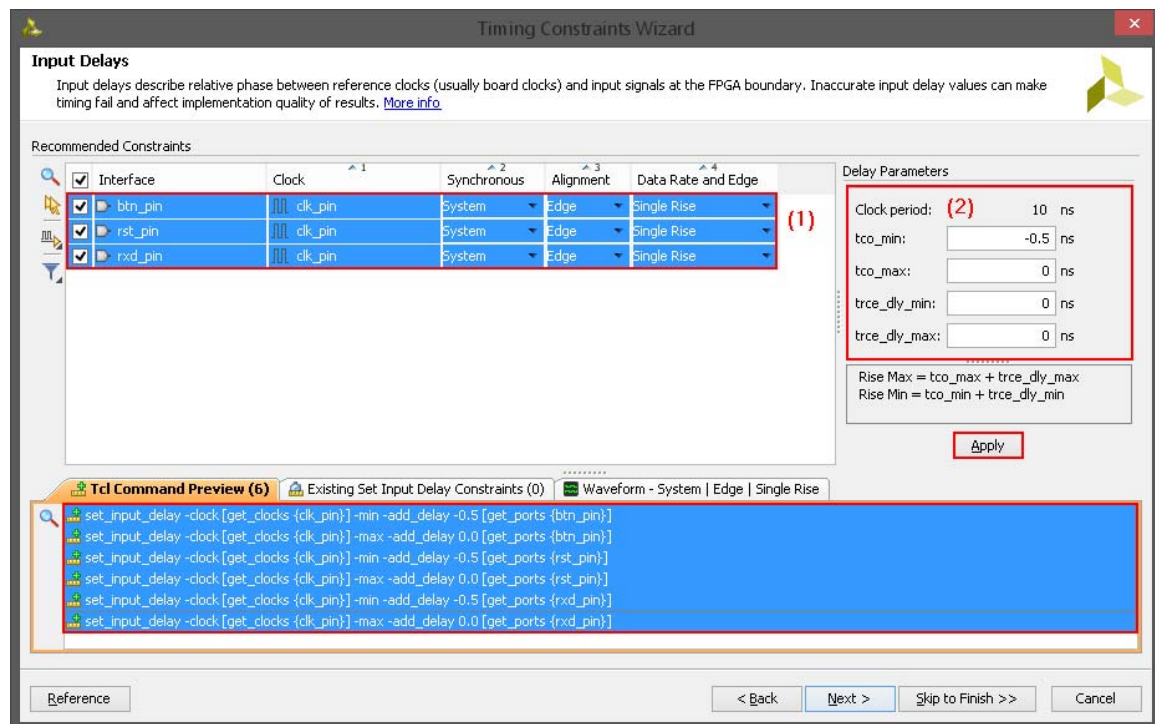 Timing Constraints Wizard
Input Delays
Input delays describe relative phase between reference clocks (usually board clocks) and input signals at the FPGA boundary. Inaccurate input delay values can make
timing fail and affect implementation quality of results. More info
Recommended Constraints
Interface Clock 1 Synchronous 2 Alignment 3 Data Rate and Edge 4
btn_pin clk_pin System Edge Single Rise
rst_pin clk_pin System Edge Single Rise
rxd_pin clk_pin System Edge Single Rise
(1)
Delay Parameters
Clock period: (2) 10 ns
tco_min: -0.5 ns
tco_max: 0 ns
trce_dly_min: 0 ns
trce_dly_max: 0 ns
Rise Max = tco_max + trce_dly_max
Rise Min = tco_min + trce_dly_min
Apply
Tcl Command Preview (6) Existing Set Input Delay Constraints (0) Waveform - System | Edge | Single Rise
set_input_delay -clock [get_clocks {clk_pin}] -min -add_delay -0.5 [get_ports {btn_pin}]
set_input_delay -clock [get_clocks {clk_pin}] -max -add_delay 0.0 [get_ports {btn_pin}]
set_input_delay -clock [get_clocks {clk_pin}] -min -add_delay -0.5 [get_ports {rst_pin}]
set_input_delay -clock [get_clocks {clk_pin}] -max -add_delay 0.0 [get_ports {rst_pin}]
set_input_delay -clock [get_clocks {clk_pin}] -min -add_delay -0.5 [get_ports {rxd_pin}]
set_input_delay -clock [get_clocks {clk_pin}] -max -add_delay 0.0 [get_ports {rxd_pin}]
Reference < Back Next > Skip to Finish >> Cancel